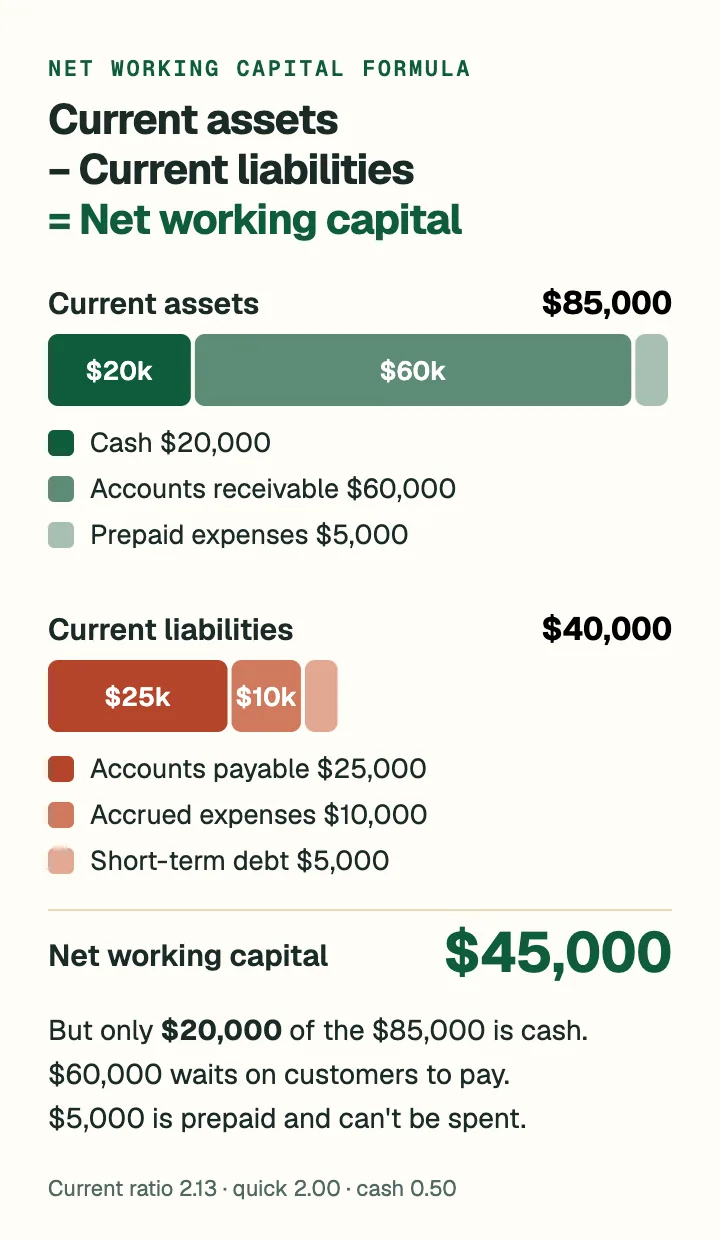 NET WORKING CAPITAL FORMULA
Current assets
– Current liabilities
= Net working capital
Current assets $85,000
$20k $60k
Cash $20,000
Accounts receivable $60,000
Prepaid expenses $5,000
Current liabilities $40,000
$25k $10k
Accounts payable $25,000
Accrued expenses $10,000
Short-term debt $5,000
Net working capital $45,000
But only $20,000 of the $85,000 is cash.
$60,000 waits on customers to pay.
$5,000 is prepaid and can't be spent.
Current ratio 2.13 · quick 2.00 · cash 0.50